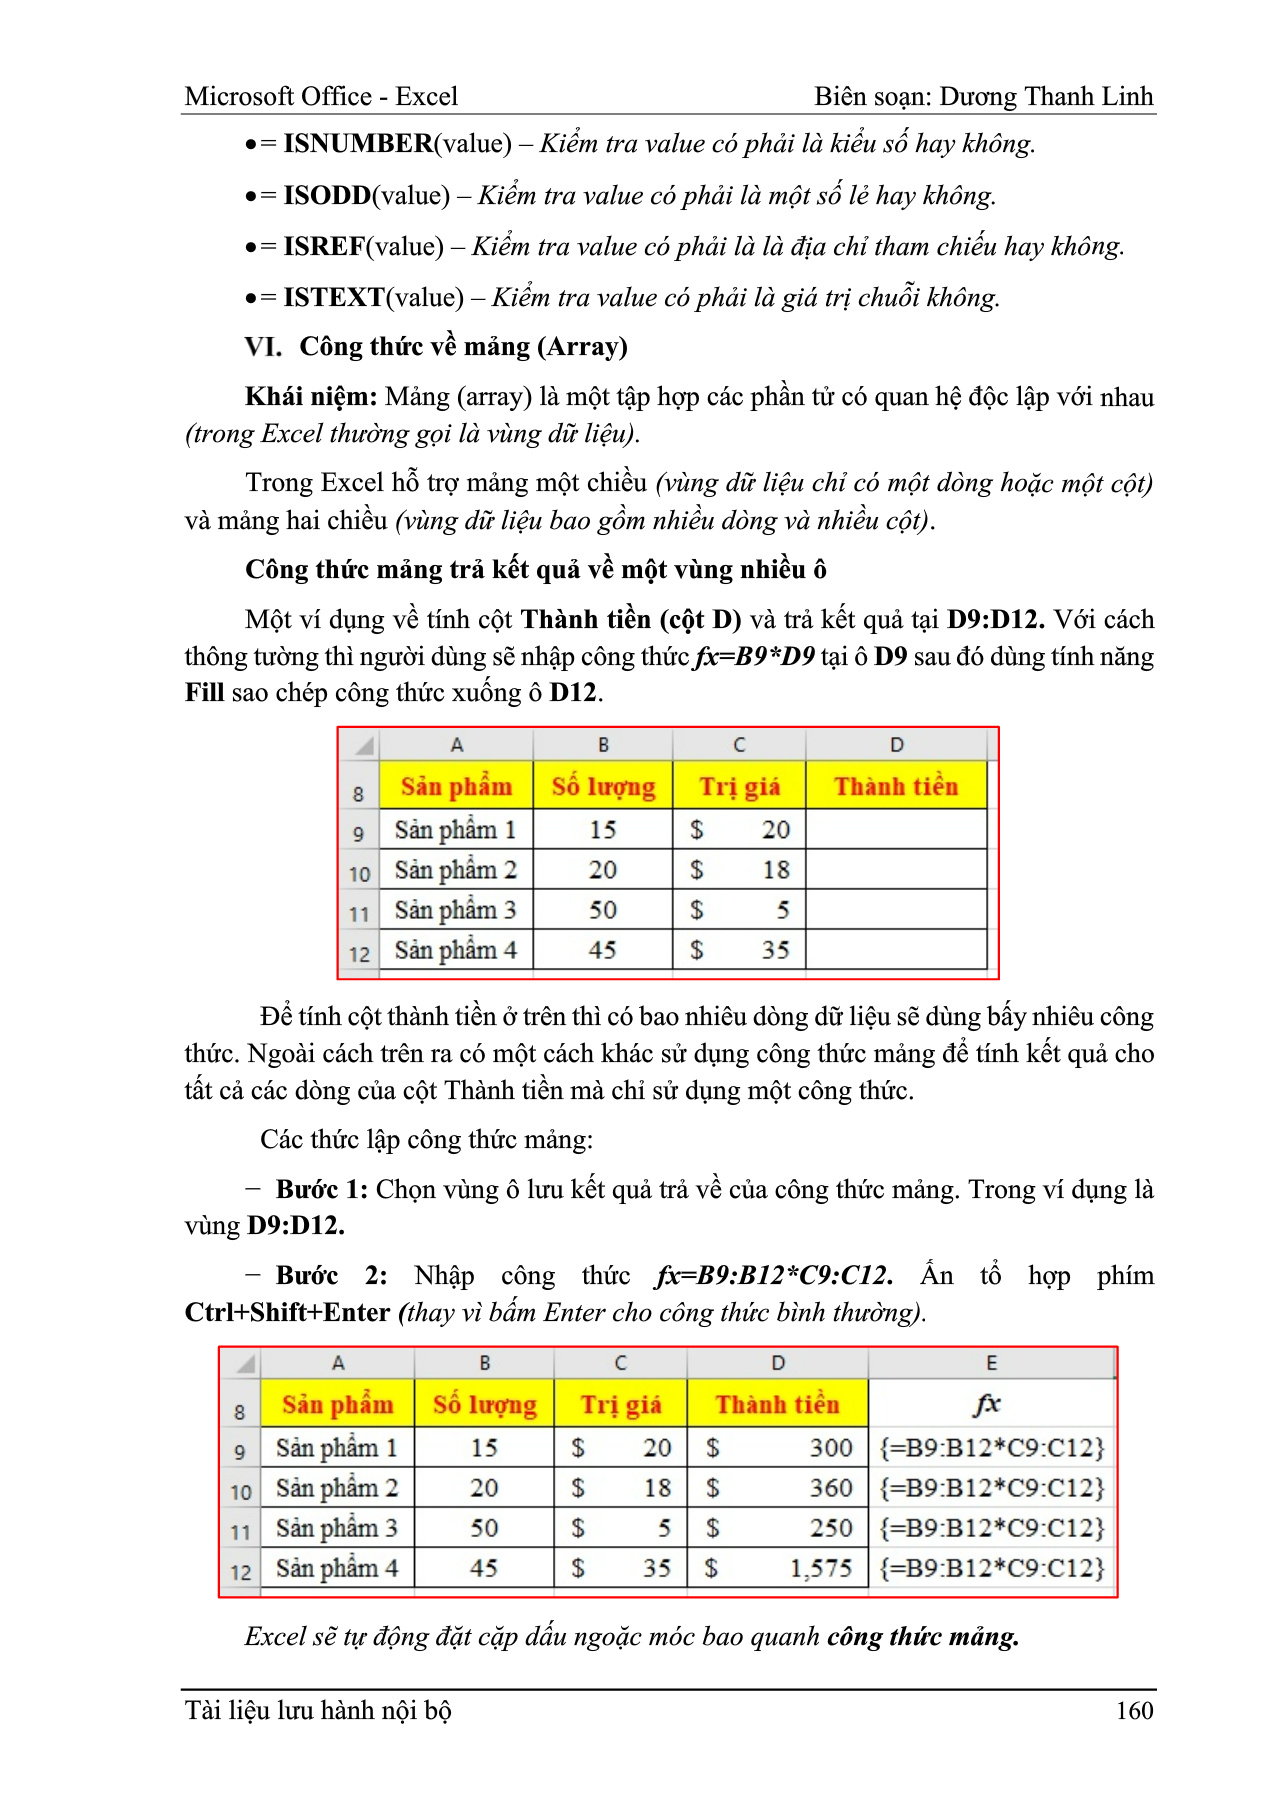 Microsoft Office - Excel Biên soạn: Dương Thanh Linh
•= ISNUMBER(value) – Kiểm tra value có phải là kiểu số hay không.
•= ISODD(value) – Kiểm tra value có phải là một số lẻ hay không.
•= ISREF(value) – Kiểm tra value có phải là là địa chỉ tham chiếu hay không.
•= ISTEXT(value) – Kiểm tra value có phải là giá trị chuỗi không.
VI. Công thức về mảng (Array)
Khái niệm: Mảng (array) là một tập hợp các phần tử có quan hệ độc lập với nhau
(trong Excel thường gọi là vùng dữ liệu).
Trong Excel hỗ trợ mảng một chiều (vùng dữ liệu chỉ có một dòng hoặc một cột)
và mảng hai chiều (vùng dữ liệu bao gồm nhiều dòng và nhiều cột).
Công thức mảng trả kết quả về một vùng nhiều ô
Một ví dụng về tính cột Thành tiền (cột D) và trả kết quả tại D9:D12. Với cách
thông tường thì người dùng sẽ nhập công thức fx=B9*D9 tại ô D9 sau đó dùng tính năng
Fill sao chép công thức xuống ô D12.
A B C D
8 Sản phẩm Số lượng Trị giá Thành tiền
9 Sản phẩm 1 15 $ 20
10 Sản phẩm 2 20 $ 18
11 Sản phẩm 3 50 $ 5
12 Sản phẩm 4 45 $ 35
Để tính cột thành tiền ở trên thì có bao nhiêu dòng dữ liệu sẽ dùng bấy nhiêu công
thức. Ngoài cách trên ra có một cách khác sử dụng công thức mảng để tính kết quả cho
tất cả các dòng của cột Thành tiền mà chỉ sử dụng một công thức.
Các thức lập công thức mảng:
− Bước 1: Chọn vùng ô lưu kết quả trả về của công thức mảng. Trong ví dụng là
vùng D9:D12.
− Bước 2: Nhập công thức fx=B9:B12*C9:C12. Ấn tổ hợp phím
Ctrl+Shift+Enter (thay vì bấm Enter cho công thức bình thường).
A B C D E
8 Sản phẩm Số lượng Trị giá Thành tiền fx
9 Sản phẩm 1 15 $ 20 $ 300 {=B9:B12*C9:C12}
10 Sản phẩm 2 20 $ 18 $ 360 {=B9:B12*C9:C12}
11 Sản phẩm 3 50 $ 5 $ 250 {=B9:B12*C9:C12}
12 Sản phẩm 4 45 $ 35 $ 1,575 {=B9:B12*C9:C12}
Excel sẽ tự động đặt cặp dấu ngoặc móc bao quanh công thức mảng.
Tài liệu lưu hành nội bộ 160